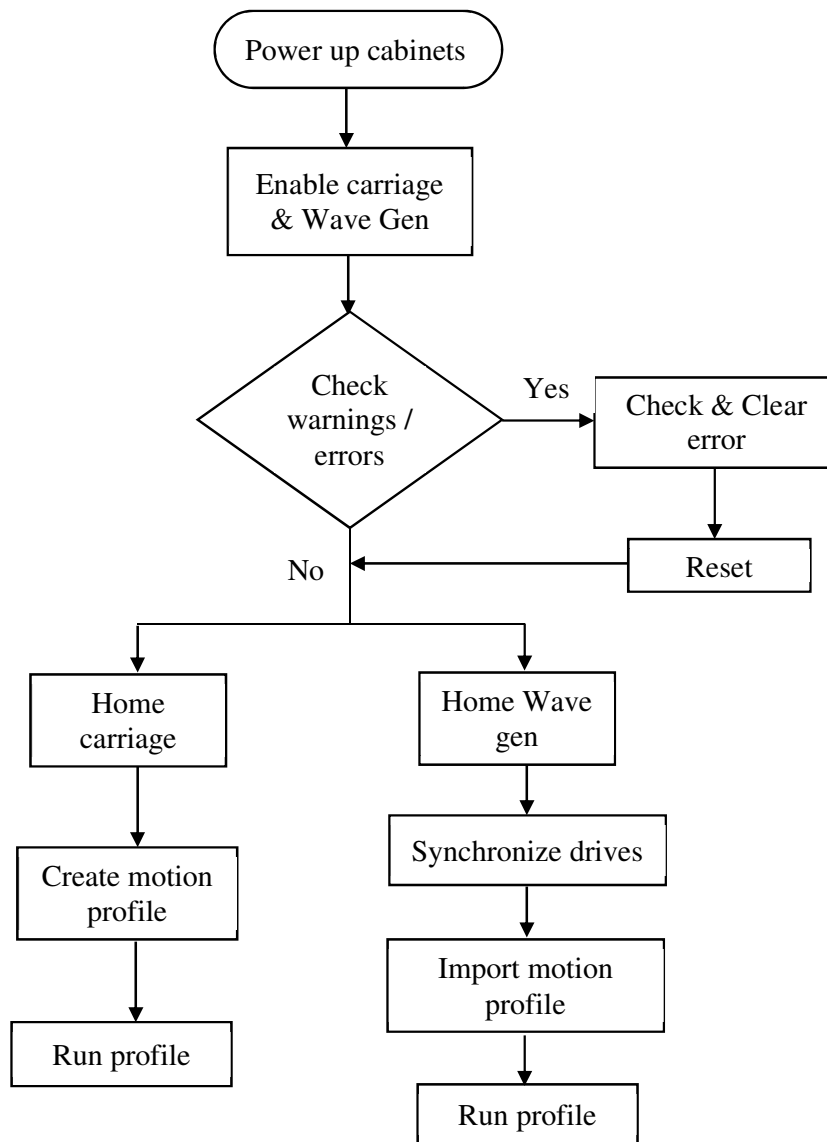 Power up cabinets
Enable carriage
& Wave Gen
Check
warnings /
errors
Yes
Check & Clear
error
Reset
No
Home
carriage
Home Wave
gen
Create motion
profile
Synchronize drives
Import motion
profile
Run profile
Run profile